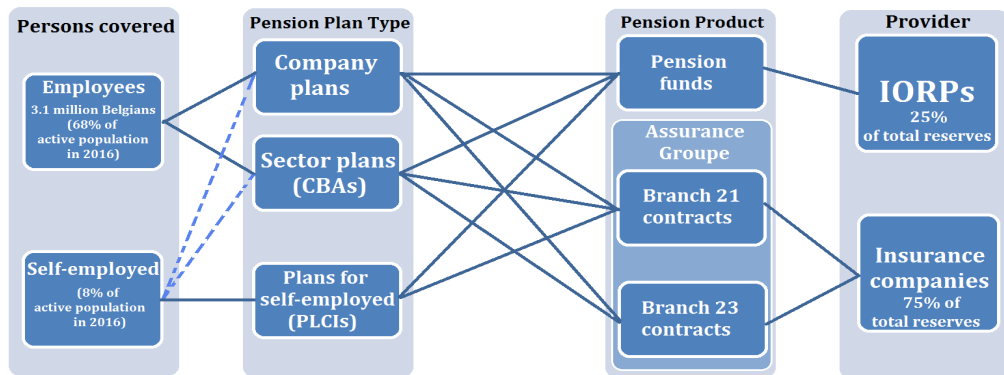 Persons covered
Employees
3.1 million Belgians
(68% of
active population
in 2016)
Self-employed
(8% of
active population
in 2016)
Pension Plan Type
Company
plans
Sector plans
(CBAs)
Plans for
self-employed
(PLCIs)
Pension Product
Pension
funds
Assurance
Groupe
Branch 21
contracts
Branch 23
contracts
Provider
IORPs
25%
of total reserves
Insurance
companies
75% of
total reserves